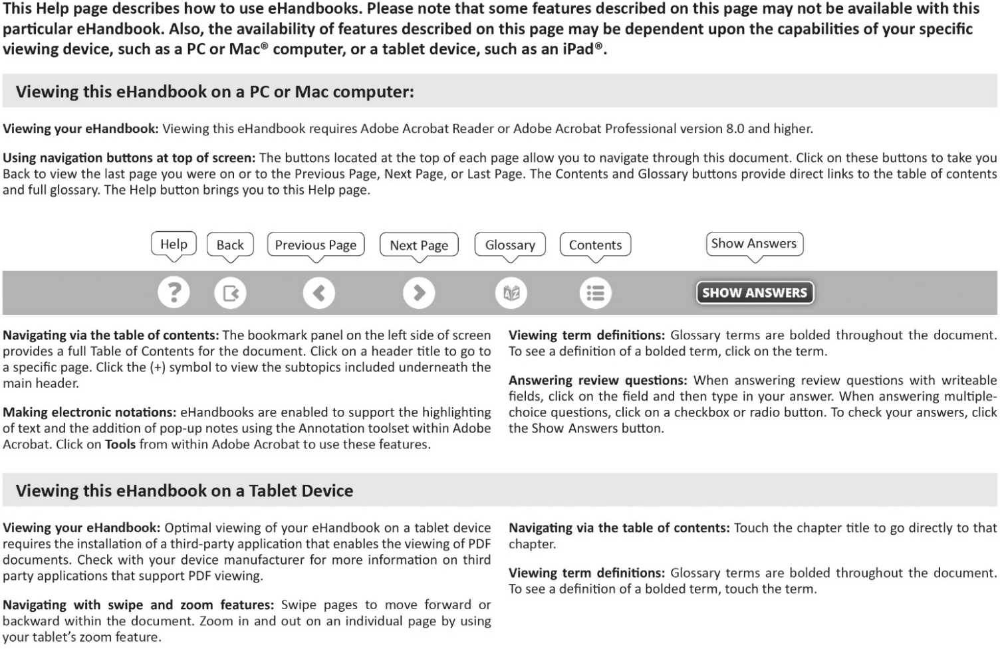 This Help page describes how to use eHandbooks. Please note that some features described on this page may not be available with this
particular eHandbook. Also, the availability of features described on this page may be dependent upon the capabilities of your specific
viewing device, such as a PC or Mac® computer, or a tablet device, such as an iPad®.
Viewing this eHandbook on a PC or Mac computer:
Viewing your eHandbook: Viewing this eHandbook requires Adobe Acrobat Reader or Adobe Acrobat Professional version 8.0 and higher.
Using navigation buttons at top of screen: The buttons located at the top of each page allow you to navigate through this document. Click on these buttons to take you
Back to view the last page you were on or to the Previous Page, Next Page, or Last Page. The Contents and Glossary buttons provide direct links to the table of contents
and full glossary. The Help button brings you to this Help page.
Help Back Previous Page Next Page Glossary Contents Show Answers
? A Z SHOW ANSWERS
Navigating via the table of contents: The bookmark panel on the left side of screen
provides a full Table of Contents for the document. Click on a header title to go to
a specific page. Click the (+) symbol to view the subtopics included underneath the
main header.
Making electronic notations: eHandbooks are enabled to support the highlighting
of text and the addition of pop-up notes using the Annotation toolset within Adobe
Acrobat. Click on Tools from within Adobe Acrobat to use these features.
Viewing term definitions: Glossary terms are bolded throughout the document.
To see a definition of a bolded term, click on the term.
Answering review questions: When answering review questions with writeable
fields, click on the field and then type in your answer. When answering multiple-
choice questions, click on a checkbox or radio button. To check your answers, click
the Show Answers button.
Viewing this eHandbook on a Tablet Device
Viewing your eHandbook: Optimal viewing of your eHandbook on a tablet device
requires the installation of a third-party application that enables the viewing of PDF
documents. Check with your device manufacturer for more information on third
party applications that support PDF viewing.
Navigating with swipe and zoom features: Swipe pages to move forward or
backward within the document. Zoom in and out on an individual page by using
your tablet's zoom feature.
Navigating via the table of contents: Touch the chapter title to go directly to that
chapter.
Viewing term definitions: Glossary terms are bolded throughout the document.
To see a definition of a bolded term, touch the term.